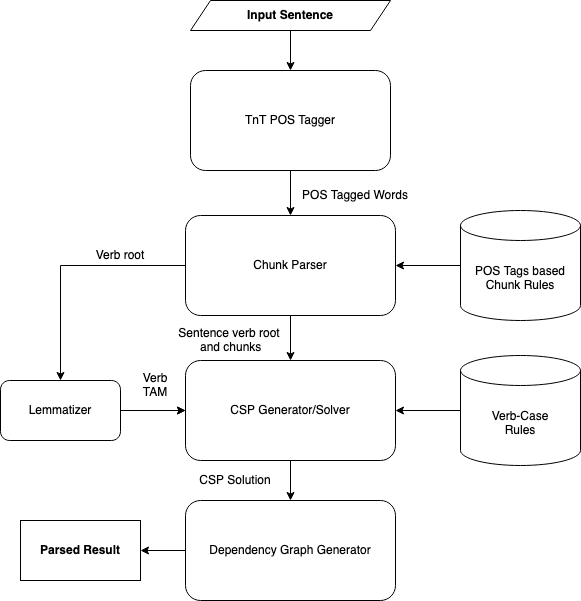 Input Sentence
TnT POS Tagger
POS Tagged Words
Verb root
Chunk Parser
POS Tags based
Chunk Rules
Sentence verb root
and chunks
Verb
TAM
Lemmatizer
CSP Generator/Solver
Verb-Case
Rules
CSP Solution
Parsed Result
Dependency Graph Generator